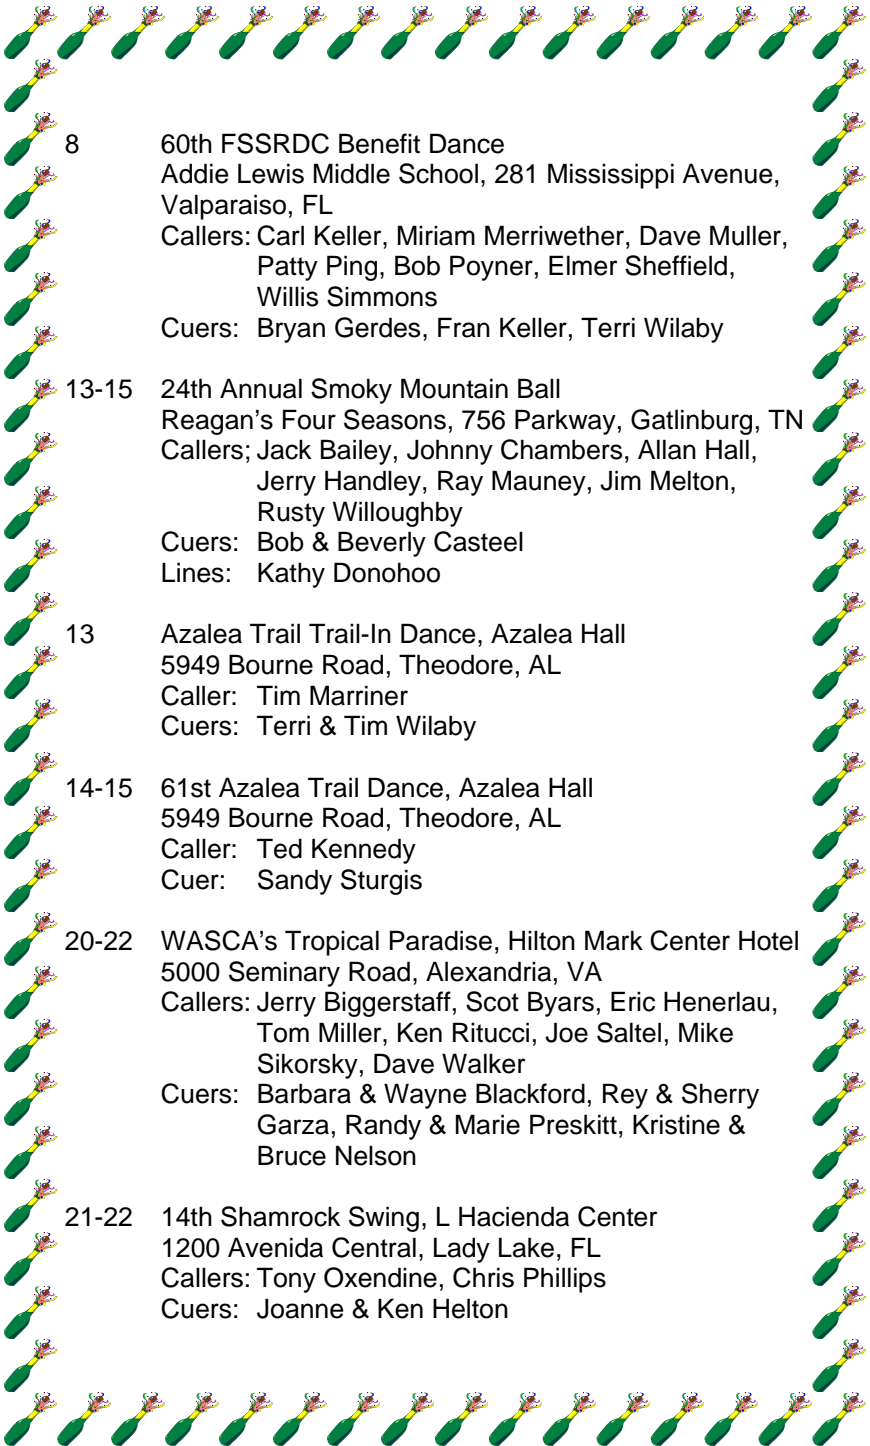 8 60th FSSRDC Benefit Dance
Addie Lewis Middle School, 281 Mississippi Avenue,
Valparaiso, FL
Callers: Carl Keller, Miriam Merriwether, Dave Muller,
Patty Ping, Bob Poyner, Elmer Sheffield,
Willis Simmons
Cuers: Bryan Gerdes, Fran Keller, Terri Wilaby
13-15 24th Annual Smoky Mountain Ball
Reagan's Four Seasons, 756 Parkway, Gatlinburg, TN
Callers; Jack Bailey, Johnny Chambers, Allan Hall,
Jerry Handley, Ray Mauney, Jim Melton,
Rusty Willoughby
Cuers: Bob & Beverly Casteel
Lines: Kathy Donohoo
13 Azalea Trail Trail-In Dance, Azalea Hall
5949 Bourne Road, Theodore, AL
Caller: Tim Marriner
Cuers: Terri & Tim Wilaby
14-15 61st Azalea Trail Dance, Azalea Hall
5949 Bourne Road, Theodore, AL
Caller: Ted Kennedy
Cuer: Sandy Sturgis
20-22 WASCA's Tropical Paradise, Hilton Mark Center Hotel
5000 Seminary Road, Alexandria, VA
Callers: Jerry Biggerstaff, Scot Byars, Eric Henerlau,
Tom Miller, Ken Ritucci, Joe Saltel, Mike
Sikorsky, Dave Walker
Cuers: Barbara & Wayne Blackford, Rey & Sherry
Garza, Randy & Marie Preskitt, Kristine &
Bruce Nelson
21-22 14th Shamrock Swing, L Hacienda Center
1200 Avenida Central, Lady Lake, FL
Callers: Tony Oxendine, Chris Phillips
Cuers: Joanne & Ken Helton